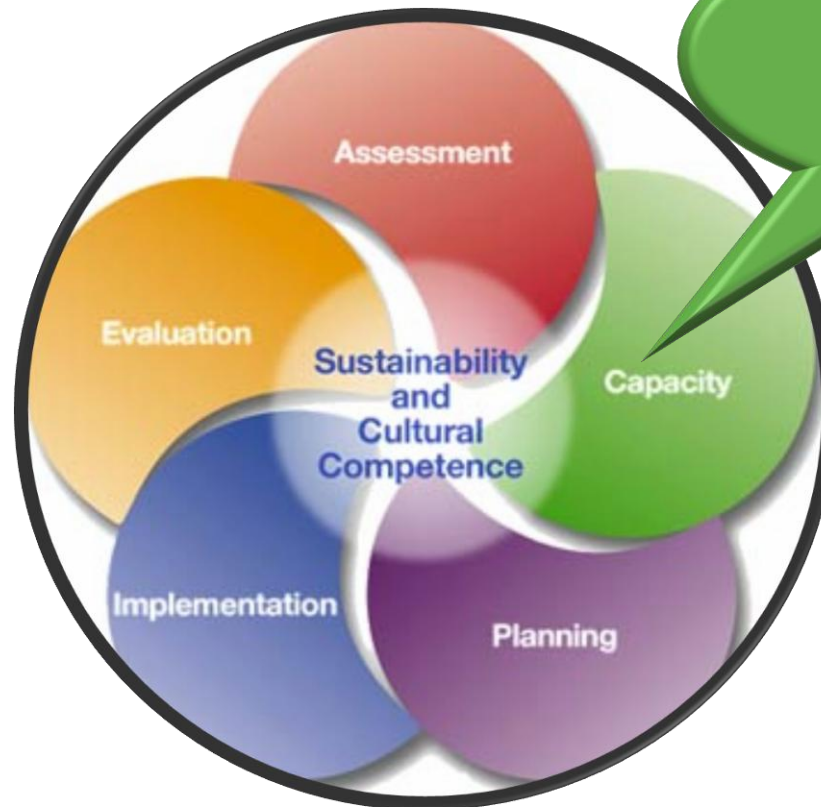 Assessment
Capacity
Planning
Implementation
Evaluation
Sustainability
and
Cultural
Competence